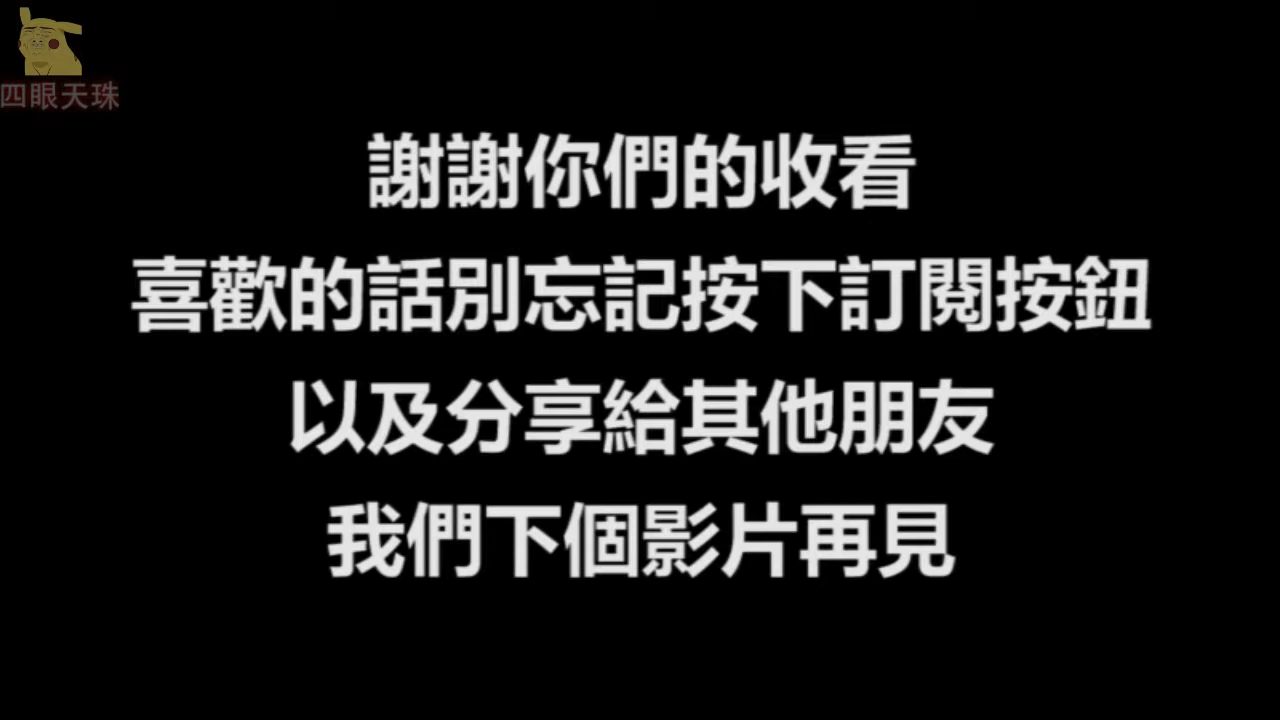 四眼天珠
謝謝你們的收看
喜歡的話別忘記按下訂閱按鈕
以及分享給其他朋友
我們下個影片再見